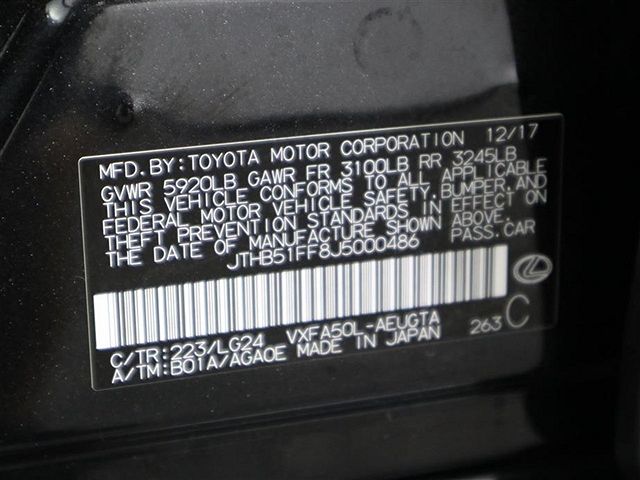 MFD.BY:TOYOTA MOTOR CORPORATION 12/17
GVWR 5920LB GAWR FR 3100LB RR 3245LB
THIS VEHICLE CONFORMS TO ALL APPLICABLE
FEDERAL MOTOR VEHICLE SAFETY,BUMPER,AND
THEFT PREVENTION STANDARDS IN EFFECT ON
THE DATE OF MANUFACTURE SHOWN ABOVE.
JTHB51FF8J5000486 PASS.CAR
C/TR:223/LG24 VXFA50L-AEUGTA 263 C
A/TM:B01A/AGA0E MADE IN JAPAN